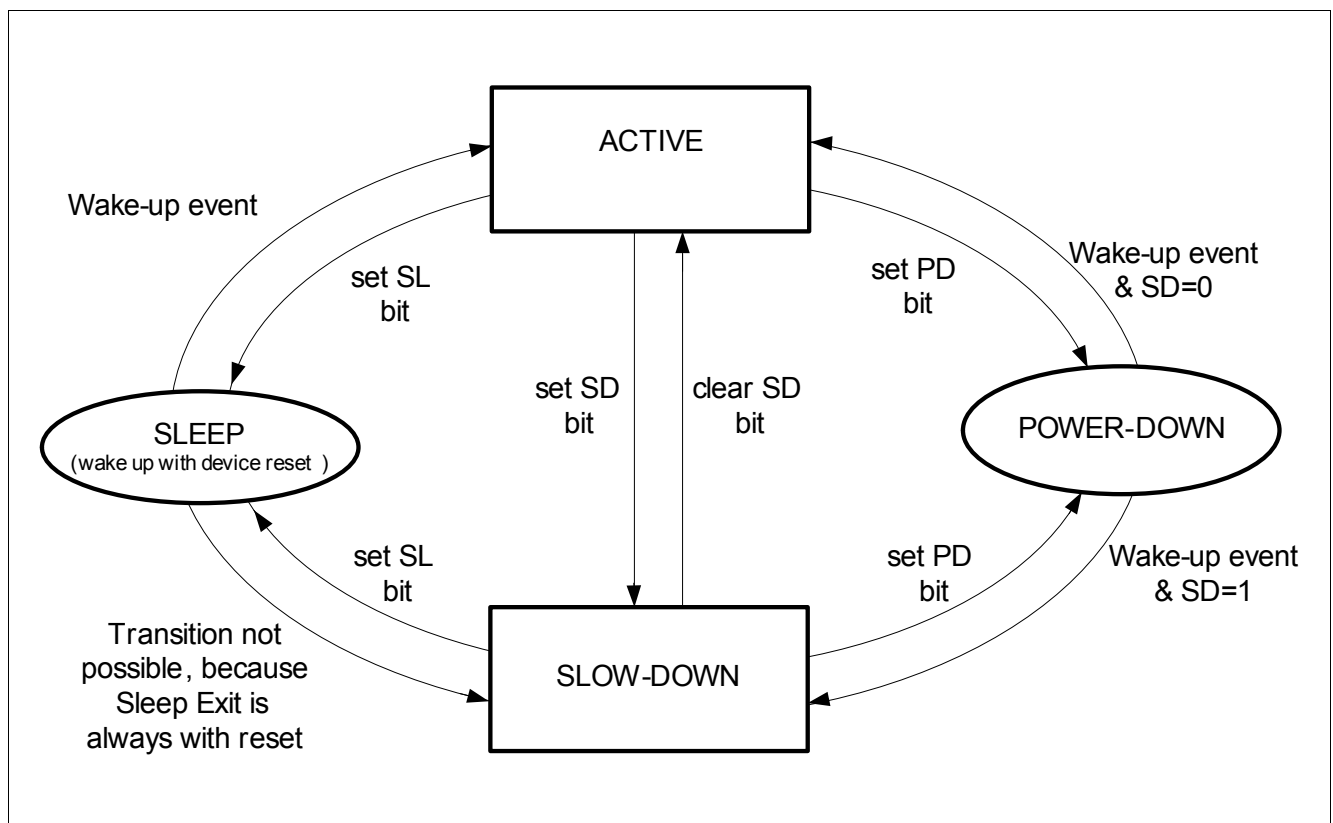 ACTIVE
Wake-up event
set SL
bit
set PD
bit
Wake-up event
& SD=0
set SD
bit
clear SD
bit
SLEEP
(wake up with device reset )
POWER-DOWN
set SL
bit
set PD
bit
Wake-up event
& SD=1
Transition not
possible, because
Sleep Exit is
always with reset
SLOW-DOWN